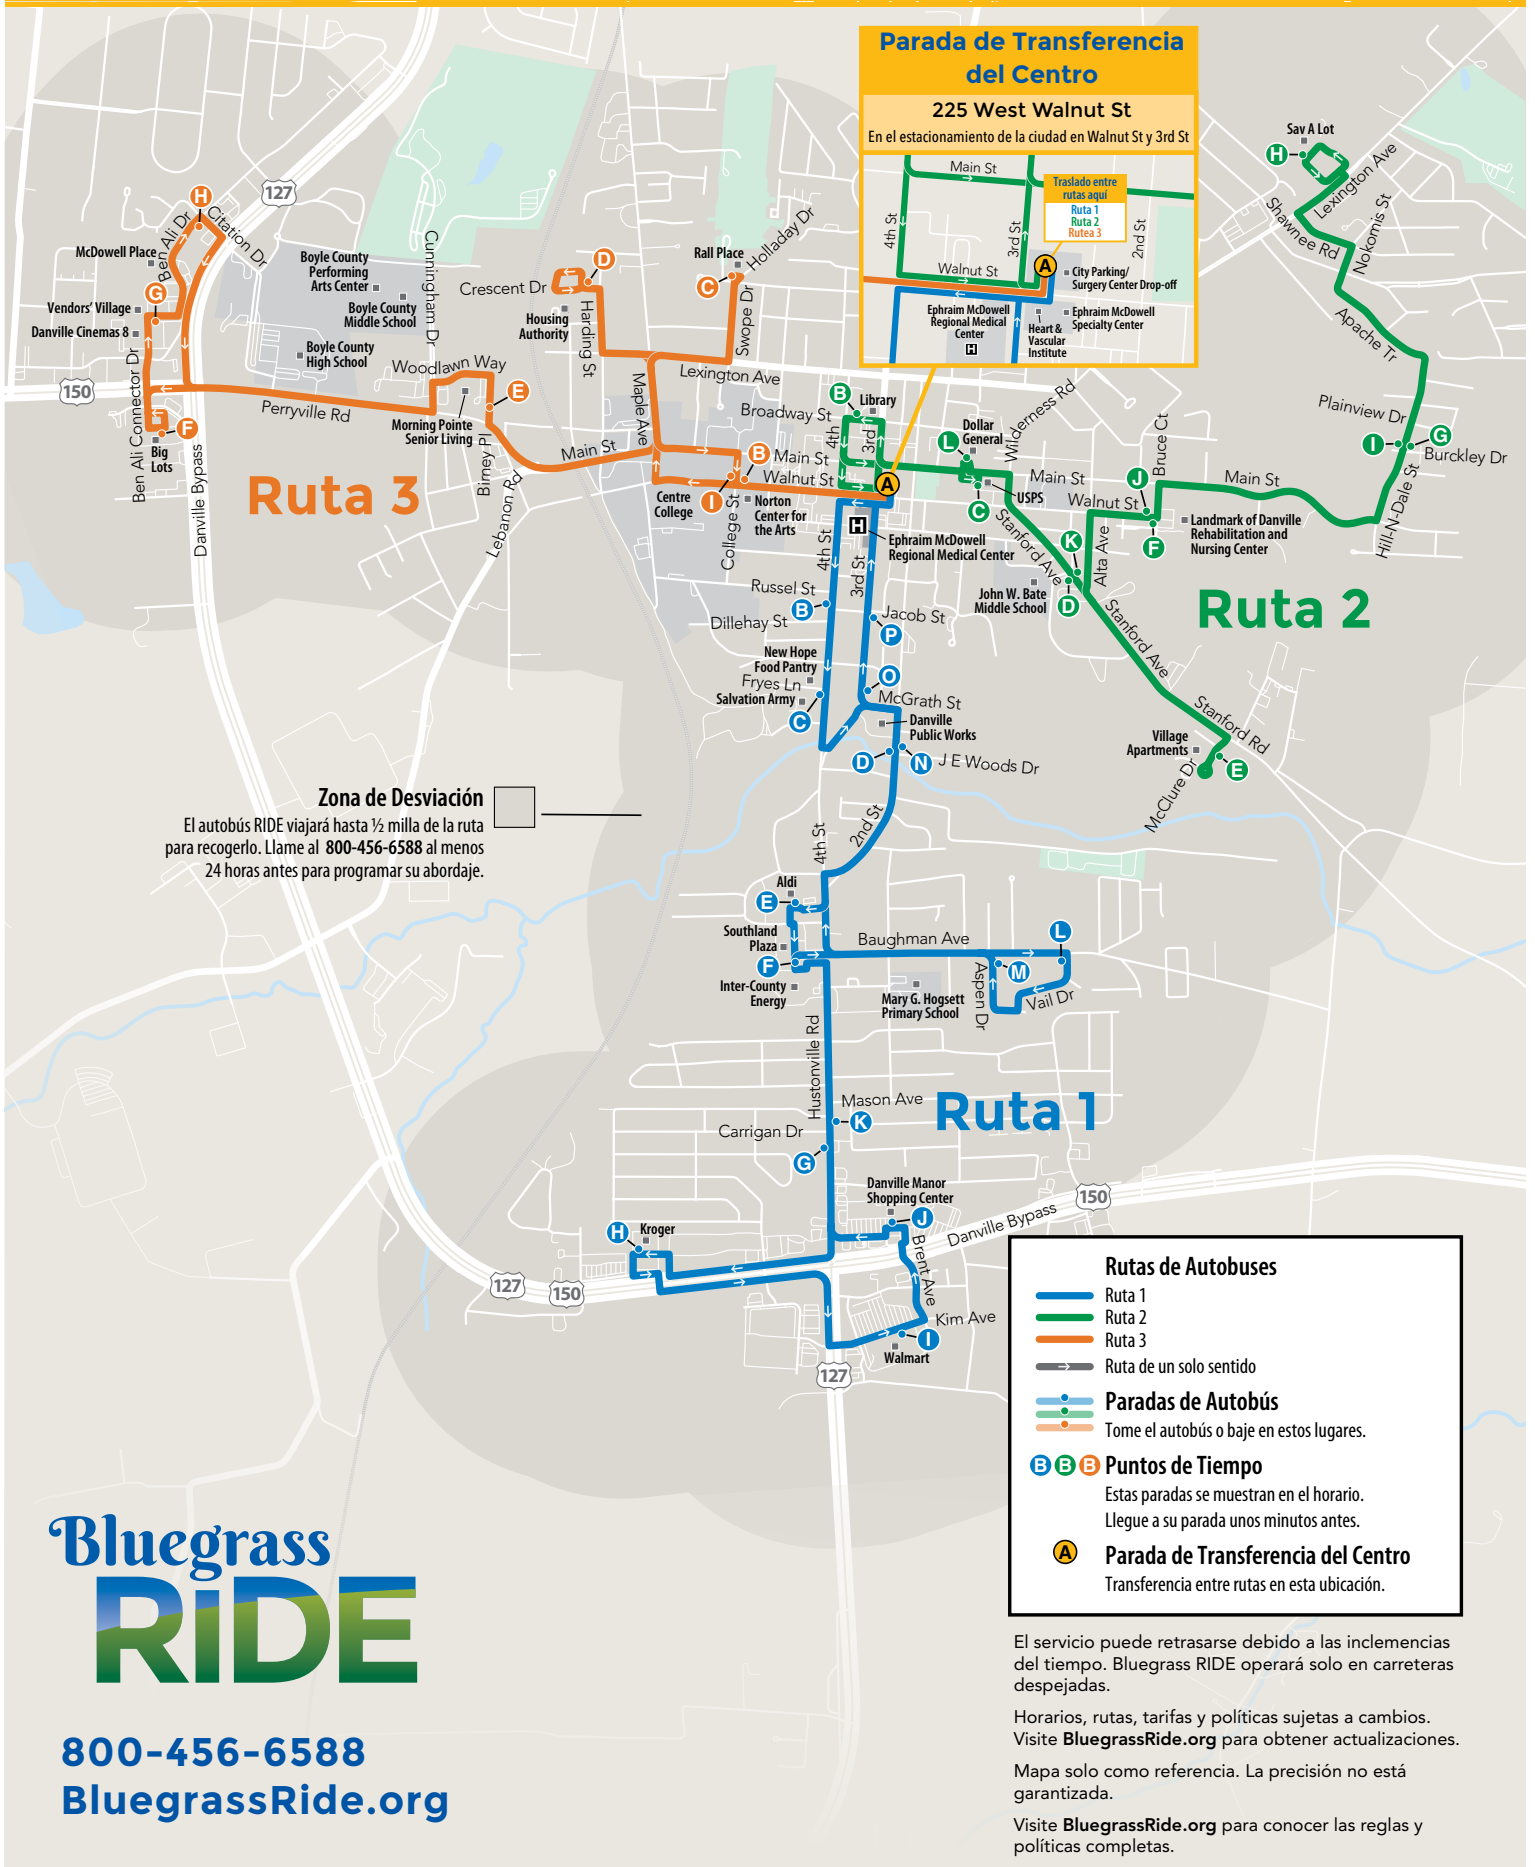 Parada de Transferencia
del Centro
225 West Walnut St
En el estacionamiento de la ciudad en Walnut St y 3rd St
Main St
4th St
3rd St
2nd St
Walnut St
Traslado entre
rutas aquí
Ruta 1
Ruta 2
Rutea 3
A
City Parking/
Surgery Center Drop-off
Ephraim McDowell
Regional Medical
Center
H
Heart &
Vascular
Institute
Ephraim McDowell
Specialty Center
Ruta 3
H
127
Citation Dr
Ben Ali Dr
McDowell Place
G
Vendors' Village
Danville Cinemas 8
150
Ben Ali Connector Dr
F
Big
Lots
Danville Bypass
Boyle County
Performing
Arts Center
Boyle County
Middle School
Boyle County
High School
Cunningham Dr
Woodlawn Way
Perryville Rd
Morning Pointe
Senior Living
E
Birney Pl
Lebanon Rd
Main St
Crescent Dr
D
Housing
Authority
Harding St
Rall Place
C
Holladay Dr
Swope Dr
Lexington Ave
Maple Ave
Centre
College
B
I
Main St
Walnut St
College St
Norton
Center for
the Arts
Ruta 2
B
Library
Broadway St
4th
3rd
A
L
Dollar
General
Wilderness Rd
C
USPS
Main St
Stanford Ave
John W. Bate
Middle School
K
D
Alta Ave
Walnut St
J
Bruce Ct
F
Landmark of Danville
Rehabilitation and
Nursing Center
Main St
Hill-N-Dale St
I
G
Plainview Dr
Burckley Dr
Apache Tr
Nokomis St
Shawnee Rd
Lexington Ave
Sav A Lot
H
Stanford Ave
Stanford Rd
Village
Apartments
McClure Dr
E
H
Ephraim McDowell
Regional Medical Center
4th St
3rd St
Russel St
B
Dillehay St
Jacob St
P
New Hope
Food Pantry
Fryes Ln
Salvation Army
C
O
McGrath St
Danville
Public Works
D
N
J E Woods Dr
2nd St
4th St
Zona de Desviación
El autobús RIDE viajará hasta ½ milla de la ruta
para recogerlo. Llame al 800-456-6588 al menos
24 horas antes para programar su abordaje.
Aldi
E
Southland
Plaza
F
Inter-County
Energy
Baughman Ave
L
M
Aspen Dr
Vail Dr
Mary G. Hogsett
Primary School
Hustonville Rd
Ruta 1
Mason Ave
K
Carrigan Dr
G
Danville Manor
Shopping Center
J
150
Danville Bypass
Brent Ave
H
Kroger
127
150
Kim Ave
I
Walmart
127
Rutas de Autobuses
Ruta 1
Ruta 2
Ruta 3
Ruta de un solo sentido
Paradas de Autobús
Tome el autobús o baje en estos lugares.
B B B Puntos de Tiempo
Estas paradas se muestran en el horario.
Llegue a su parada unos minutos antes.
A Parada de Transferencia del Centro
Transferencia entre rutas en esta ubicación.
Bluegrass
RIDE
800-456-6588
BluegrassRide.org
El servicio puede retrasarse debido a las inclemencias
del tiempo. Bluegrass RIDE operará solo en carreteras
despejadas.
Horarios, rutas, tarifas y políticas sujetas a cambios.
Visite BluegrassRide.org para obtener actualizaciones.
Mapa solo como referencia. La precisión no está
garantizada.
Visite BluegrassRide.org para conocer las reglas y
políticas completas.